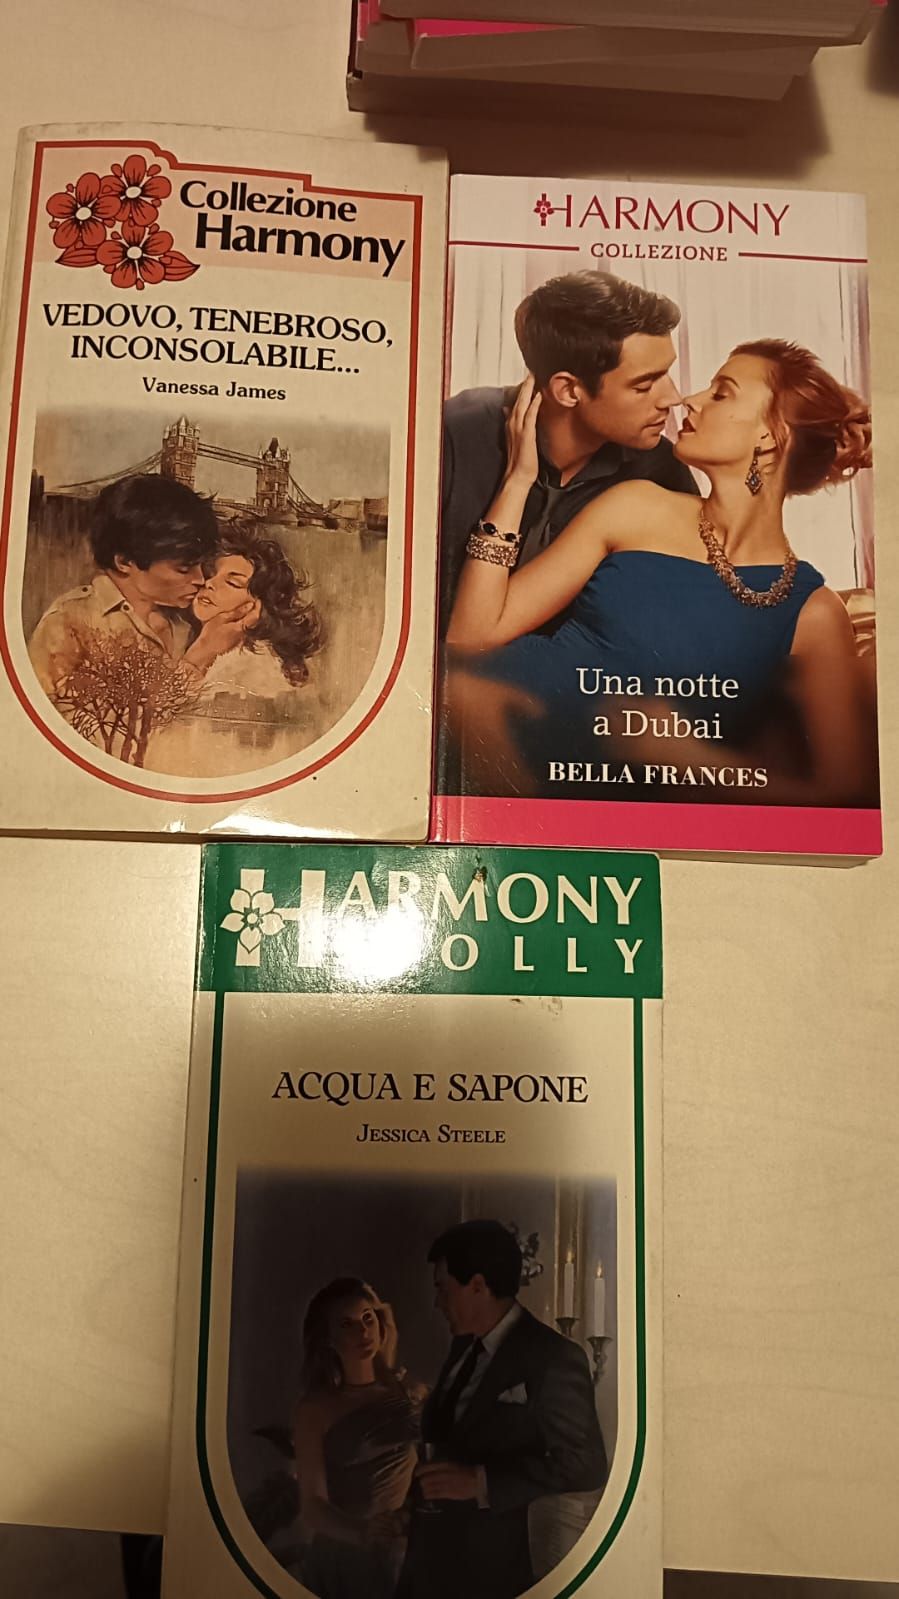 Collezione
Harmony
VEDOVO, TENEBROSO,
INCONSOLABILE...
Vanessa James
HARMONY
COLLEZIONE
Una notte
a Dubai
BELLA FRANCES
HARMONY
OLLY
ACQUA E SAPONE
JESSICA STEELE